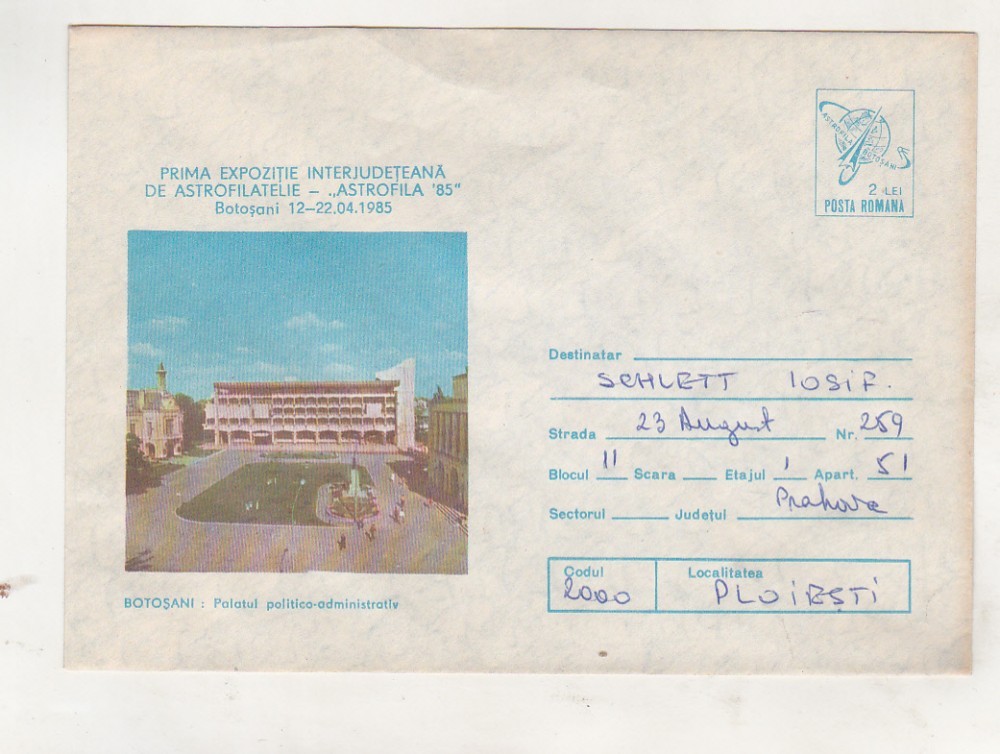 PRIMA EXPOZIȚIE INTERJUDEȚEANĂ
DE ASTROFILATELIE – „ASTROFILA '85"
Botoșani 12–22.04.1985
ASTROFILA BOTOȘANI
2 LEI
POSTA ROMANA
BOTOȘANI : Palatul politico-administrativ
Destinatar
SCHLETT IOSIF.
Strada 23 August Nr. 259
Blocul 11 Scara Etajul 1 Apart. 51
Sectorul Județul Prahova
Codul Localitatea
2000 PLOIEȘTI